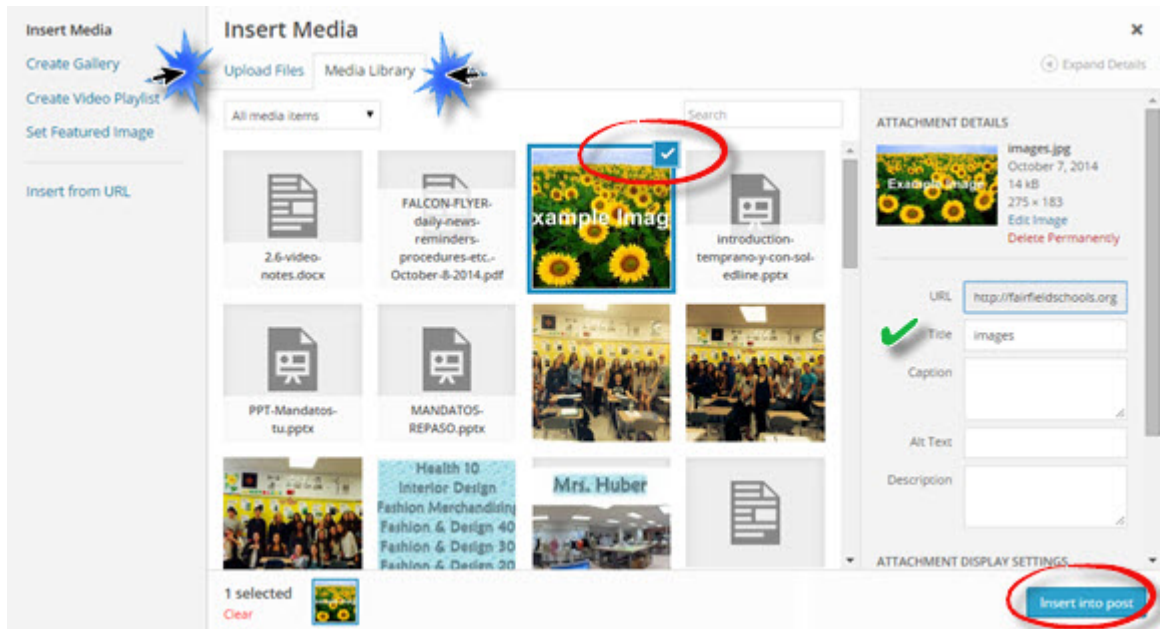 Insert Media
Create Gallery
Create Video Playlist
Set Featured Image
Insert from URL
Insert Media
Upload Files
Media Library
Expand Details
All media items
Search
2.6-video-
notes.docx
FALCON-FLYER-
daily-news-
reminders-
procedures-etc.-
October-8-2014.pdf
xample Imag
introduction-
temprano-y-con-sol-
edline.pptx
PPT-Mandatos-
tu.pptx
MANDATOS-
REPASO.pptx
Health 10
Interior Design
Fashion Merchandising
Fashion & Design 40
Fashion & Design 30
Fashion & Design 20
Mrs. Huber
ATTACHMENT DETAILS
Example Image
images.jpg
October 7, 2014
14 kB
275 × 183
Edit Image
Delete Permanently
URL http://fairfieldschools.org
Title images
Caption
Alt Text
Description
ATTACHMENT DISPLAY SETTINGS
1 selected
Clear
Insert into post